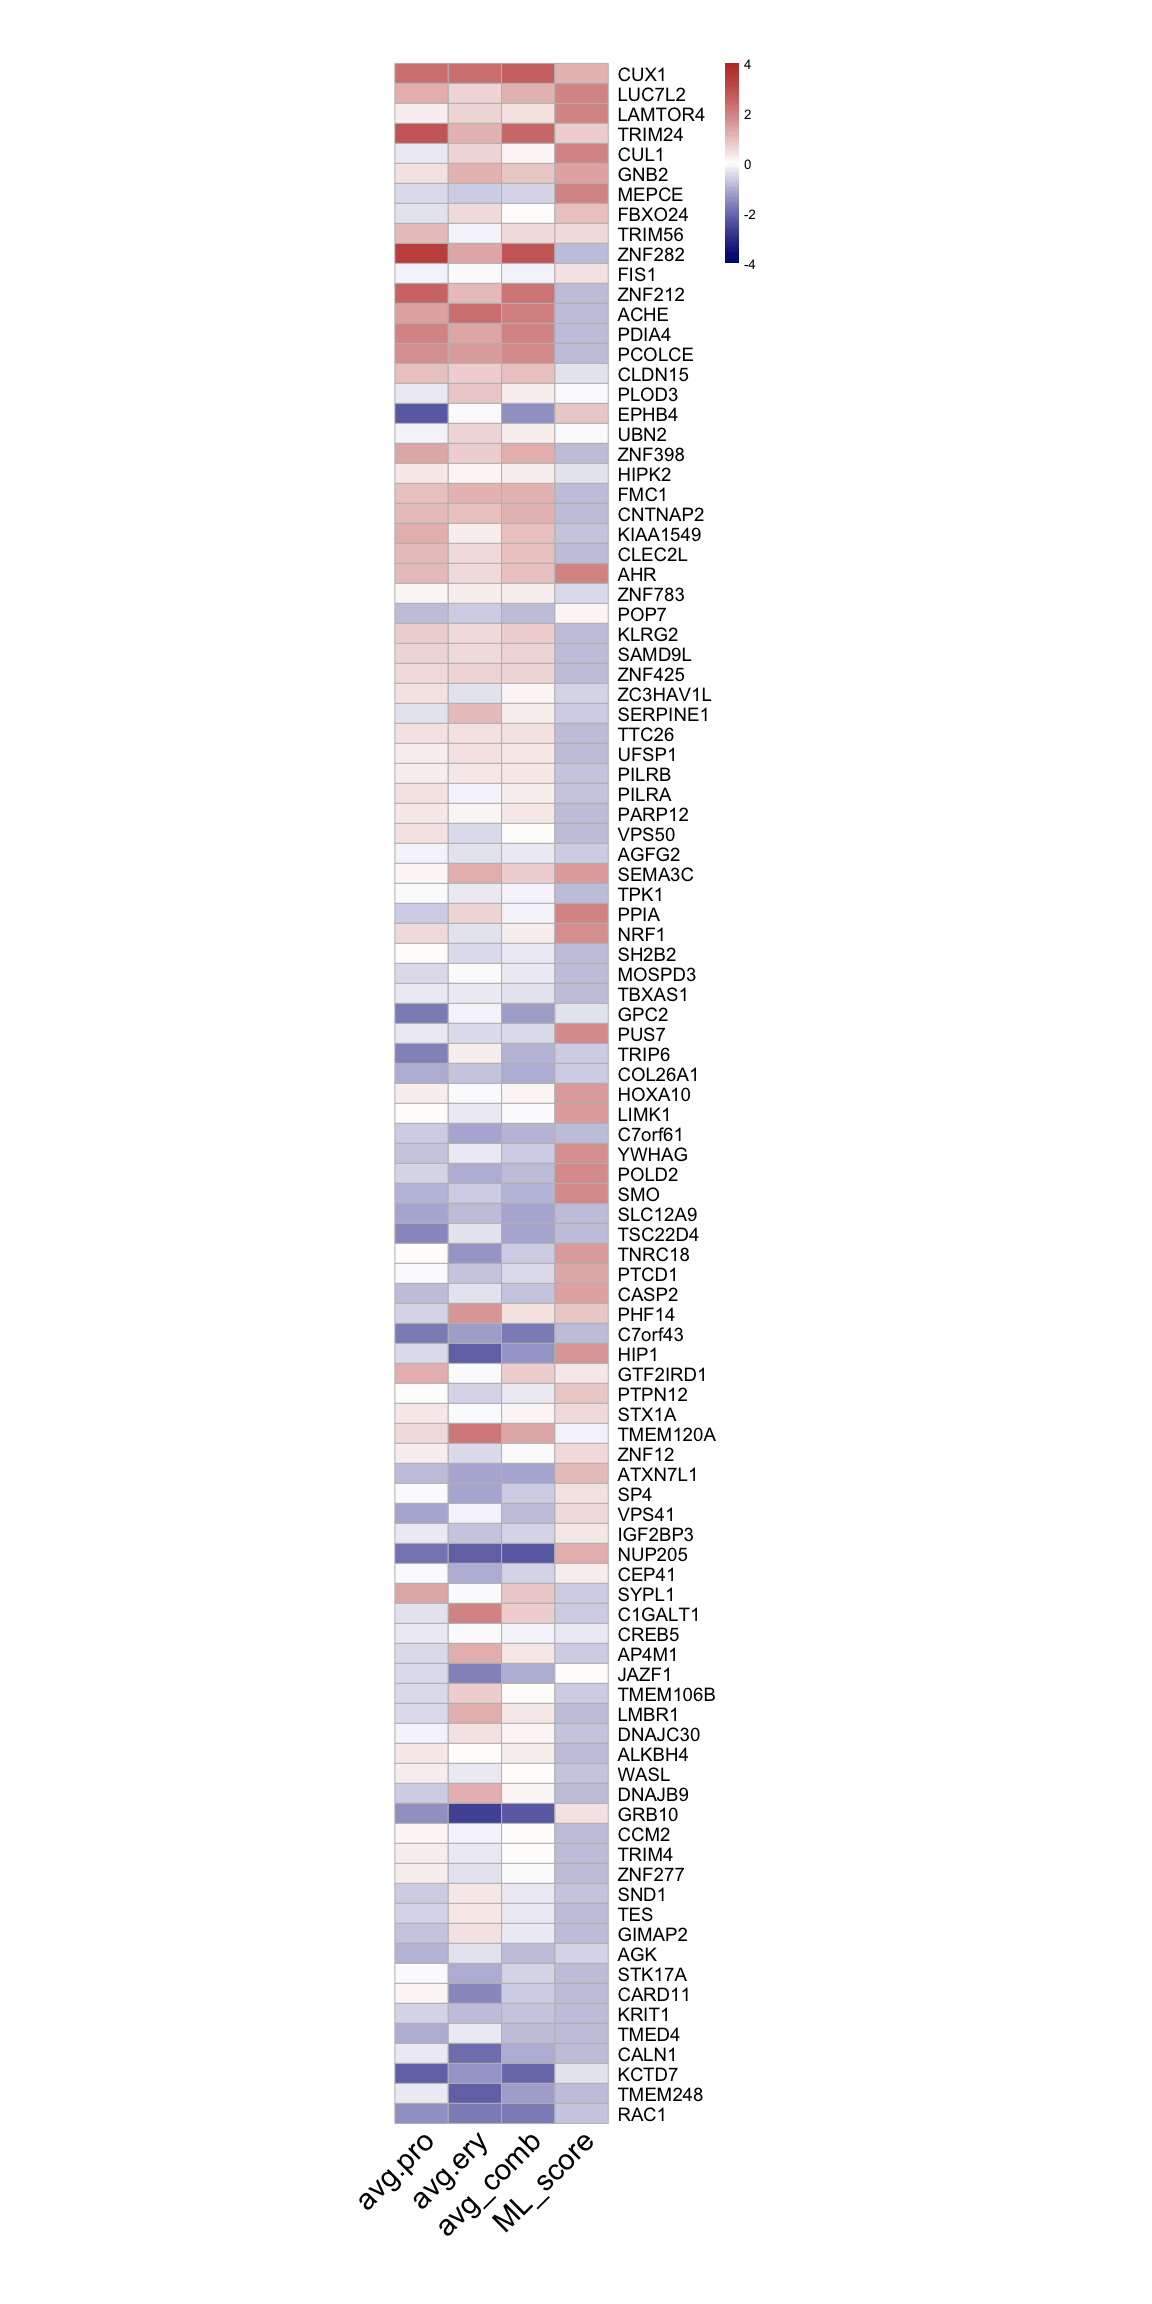 4
2
0
-2
-4
CUX1
LUC7L2
LAMTOR4
TRIM24
CUL1
GNB2
MEPCE
FBXO24
TRIM56
ZNF282
FIS1
ZNF212
ACHE
PDIA4
PCOLCE
CLDN15
PLOD3
EPHB4
UBN2
ZNF398
HIPK2
FMC1
CNTNAP2
KIAA1549
CLEC2L
AHR
ZNF783
POP7
KLRG2
SAMD9L
ZNF425
ZC3HAV1L
SERPINE1
TTC26
UFSP1
PILRB
PILRA
PARP12
VPS50
AGFG2
SEMA3C
TPK1
PPIA
NRF1
SH2B2
MOSPD3
TBXAS1
GPC2
PUS7
TRIP6
COL26A1
HOXA10
LIMK1
C7orf61
YWHAG
POLD2
SMO
SLC12A9
TSC22D4
TNRC18
PTCD1
CASP2
PHF14
C7orf43
HIP1
GTF2IRD1
PTPN12
STX1A
TMEM120A
ZNF12
ATXN7L1
SP4
VPS41
IGF2BP3
NUP205
CEP41
SYPL1
C1GALT1
CREB5
AP4M1
JAZF1
TMEM106B
LMBR1
DNAJC30
ALKBH4
WASL
DNAJB9
GRB10
CCM2
TRIM4
ZNF277
SND1
TES
GIMAP2
AGK
STK17A
CARD11
KRIT1
TMED4
CALN1
KCTD7
TMEM248
RAC1
avg.pro
avg.ery
avg_comb
ML_score